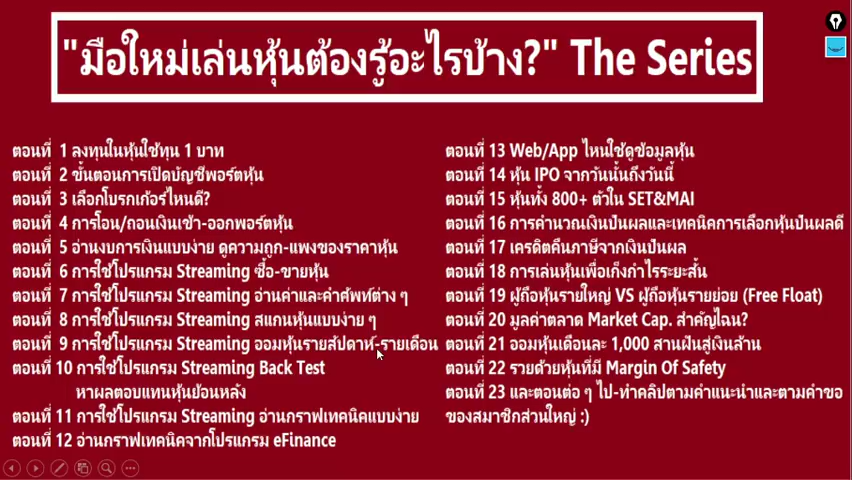 "มือใหม่เล่นหุ้นต้องรู้อะไรบ้าง?" The Series
ตอนที่ 1 ลงทุนในหุ้นใช้ทุน 1 บาท
ตอนที่ 2 ขั้นตอนการเปิดบัญชีพอร์ตหุ้น
ตอนที่ 3 เลือกโบรกเก้อร์ไหนดี?
ตอนที่ 4 การโอน/ถอนเงินเข้า-ออกพอร์ตหุ้น
ตอนที่ 5 อ่านงบการเงินแบบง่าย ดูความถูก-แพงของราคาหุ้น
ตอนที่ 6 การใช้โปรแกรม Streaming ซื้อ-ขายหุ้น
ตอนที่ 7 การใช้โปรแกรม Streaming อ่านค่าและคำศัพท์ต่าง ๆ
ตอนที่ 8 การใช้โปรแกรม Streaming สแกนหุ้นแบบง่าย ๆ
ตอนที่ 9 การใช้โปรแกรม Streaming ออมหุ้นรายสัปดาห์-รายเดือน
ตอนที่ 10 การใช้โปรแกรม Streaming Back Test
หาผลตอบแทนหุ้นย้อนหลัง
ตอนที่ 11 การใช้โปรแกรม Streaming อ่านกราฟเทคนิคแบบง่าย
ตอนที่ 12 อ่านกราฟเทคนิคจากโปรแกรม eFinance
ตอนที่ 13 Web/App ไหนใช้ดูข้อมูลหุ้น
ตอนที่ 14 หุ้น IPO จากวันนั้นถึงวันนี้
ตอนที่ 15 หุ้นทั้ง 800+ ตัวใน SET&MAI
ตอนที่ 16 การคำนวณเงินปันผลและเทคนิคการเลือกหุ้นปันผลดี
ตอนที่ 17 เครดิตคืนภาษีจากเงินปันผล
ตอนที่ 18 การเล่นหุ้นเพื่อเก็งกำไรระยะสั้น
ตอนที่ 19 ผู้ถือหุ้นรายใหญ่ VS ผู้ถือหุ้นรายย่อย (Free Float)
ตอนที่ 20 มูลค่าตลาด Market Cap. สำคัญไฉน?
ตอนที่ 21 ออมหุ้นเดือนละ 1,000 สานฝันสู่เงินล้าน
ตอนที่ 22 รวยด้วยหุ้นที่มี Margin Of Safety
ตอนที่ 23 และตอนต่อ ๆ ไป-ทำคลิปตามคำแนะนำและตามคำขอ
ของสมาชิกส่วนใหญ่ :)